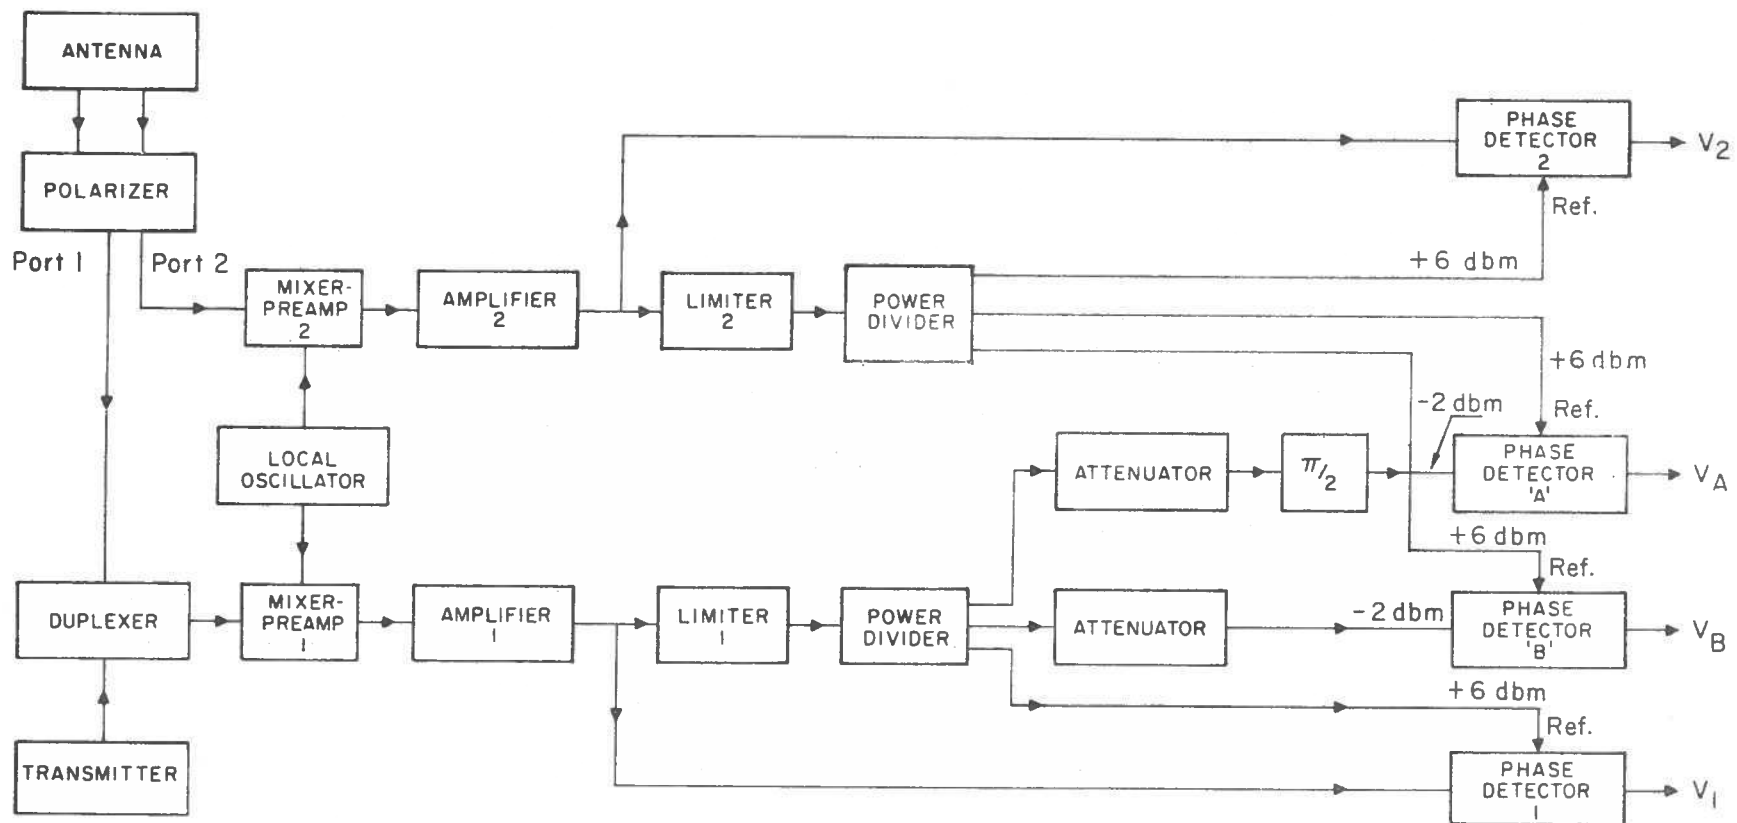 ANTENNA
POLARIZER
Port 1
Port 2
MIXER-
PREAMP
2
AMPLIFIER
2
LIMITER
2
POWER
DIVIDER
PHASE
DETECTOR
2
V2
Ref.
+6 dbm
+6 dbm
Ref.
-2 dbm
LOCAL
OSCILLATOR
ATTENUATOR
π/2
PHASE
DETECTOR
'A'
VA
+6 dbm
Ref.
DUPLEXER
MIXER-
PREAMP
1
AMPLIFIER
1
LIMITER
1
POWER
DIVIDER
ATTENUATOR
-2 dbm
PHASE
DETECTOR
'B'
VB
+6 dbm
Ref.
TRANSMITTER
PHASE
DETECTOR
1
V1